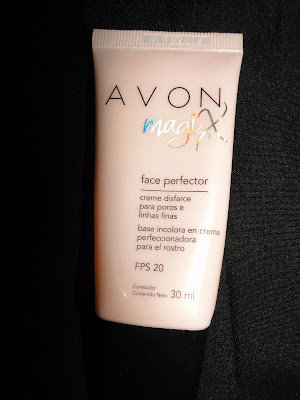 AVON
magiX
face perfector
creme disfarce
para poros e
linhas finas
base incolora en crema
perfeccionadora
para el rostro
FPS 20
Conteúdo/
Contenido Neto: 30 ml